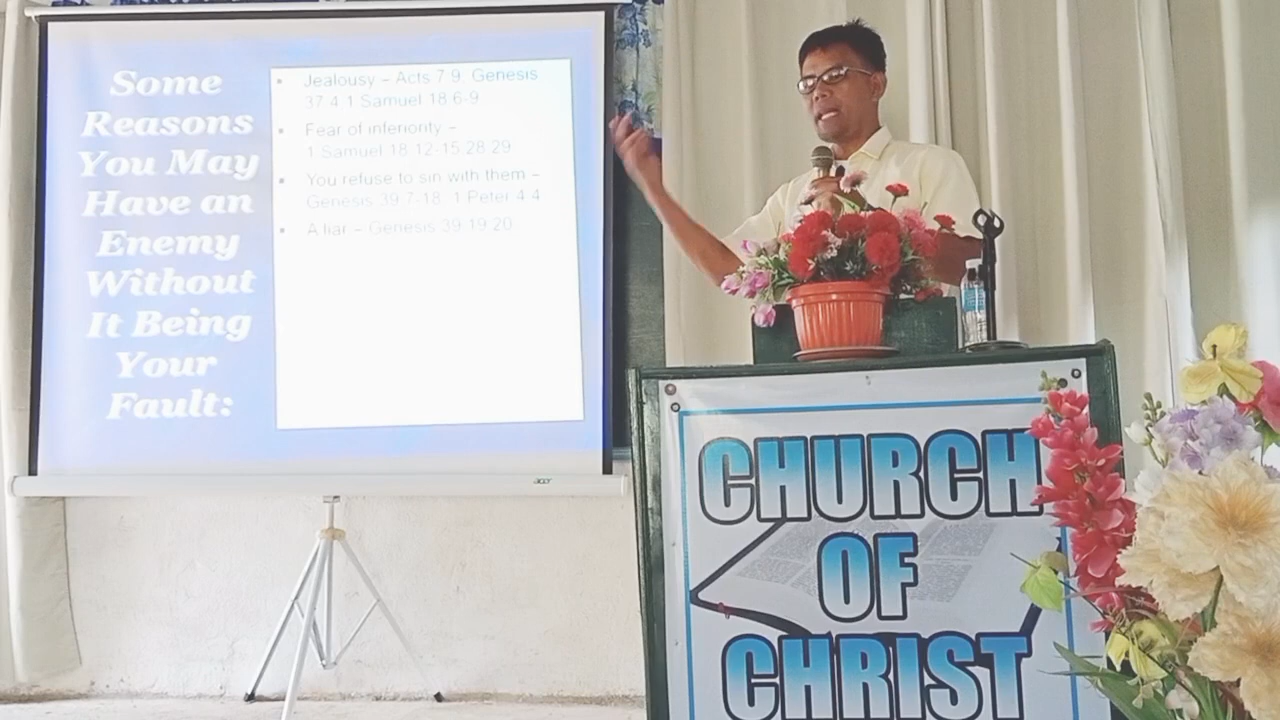 Some
Reasons
You May
Have an
Enemy
Without
It Being
Your
Fault:
• Jealousy – Acts 7:9; Genesis
37:4 1 Samuel 18:6-9
• Fear of inferiority –
1 Samuel 18:12-15,28,29
• You refuse to sin with them –
Genesis 39:7-18; 1 Peter 4:4
• A liar – Genesis 39:19,20
acer
CHURCH
OF
CHRIST